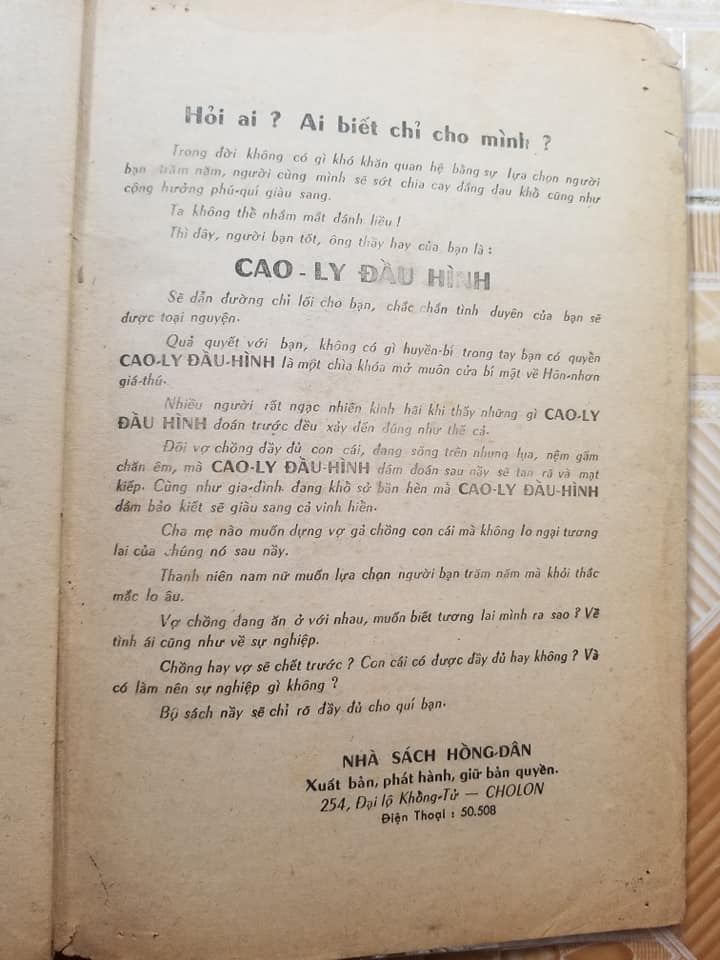 Hỏi ai ? Ai biết chỉ cho mình ?
Trong đời không có gì khó khăn quan hệ bằng sự lựa chọn người
bạn trăm năm, người cùng mình sẽ sớt chia cay đắng đau khổ cũng như
cộng hưởng phú-quí giàu sang.
Ta không thể nhắm mắt đánh liều !
Thì đây, người bạn tốt, ông thầy hay của bạn là :
CAO - LY ĐẦU HÌNH
Sẽ dẫn đường chỉ lối cho bạn, chắc chắn tình duyên của bạn sẽ
được toại nguyện.
Quả quyết với bạn, không có gì huyền-bí trong tay bạn có quyền
CAO-LY ĐẦU-HÌNH là một chìa khóa mở muôn cửa bí mật về Hôn-nhơn
giá-thú.
Nhiều người rất ngạc nhiên kinh hãi khi thấy những gì CAO-LY
ĐẦU HÌNH đoán trước đều xảy đến đúng như thế cả.
Đôi vợ chồng đầy đủ con cái, đang sống trên nhung lụa, nệm gấm
chăn êm, mà CAO-LY ĐẦU-HÌNH dám đoán sau nầy sẽ tan rã và mạt
kiếp. Cũng như gia-đình đang khổ sở bần hèn mà CAO-LY ĐẦU-HÌNH
đảm bảo kiết sẽ giàu sang cả vinh hiển.
Cha mẹ nào muốn dựng vợ gả chồng con cái mà không lo ngại tương
lai của chúng nó sau nầy.
Thanh niên nam nữ muốn lựa chọn người bạn trăm năm mà khỏi thắc
mắc lo âu.
Vợ chồng đang ăn ở với nhau, muốn biết tương lai mình ra sao ? Về
tình ái cũng như về sự nghiệp.
Chồng hay vợ sẽ chết trước ? Con cái có được đầy đủ hay không ? Và
có làm nên sự nghiệp gì không ?
Bộ sách nầy sẽ chỉ rõ đầy đủ cho quí bạn.
NHÀ SÁCH HỒNG-DÂN
Xuất bản, phát hành, giữ bản quyền.
254, Đại lộ Khổng-Tử — CHOLON
Điện Thoại : 50.508